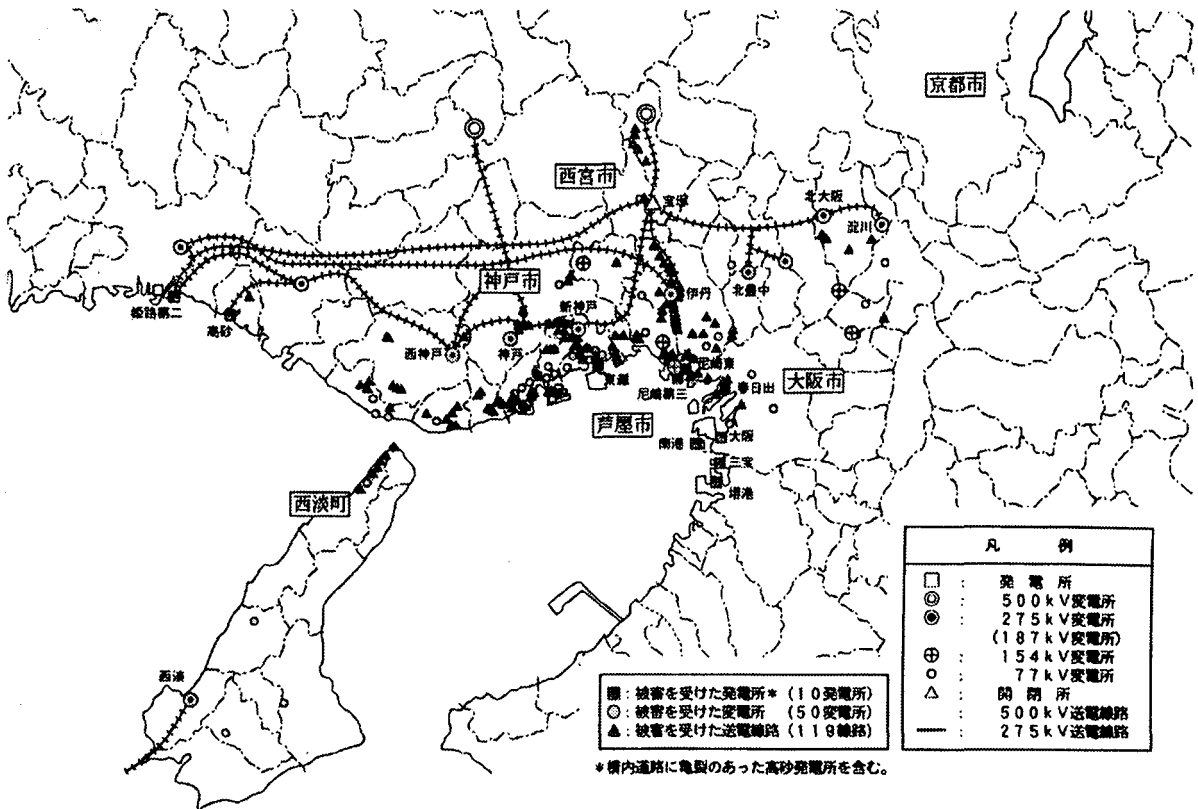 京都市
西宮市
宝塚
北大阪
淀川
神戸市
伊丹
北豊中
姫路第二
高砂
新神戸
西神戸
神戸
東灘
尼崎東
尼崎第三
春日出
大阪市
芦屋市
南港
西大阪
三宝
堺港
西淡町
西淡
凡 例
□ : 発電所
◎ : 500kV変電所
: 275kV変電所
(187kV変電所)
⊕ : 154kV変電所
○ : 77kV変電所
△ : 開閉所
500kV送電線路
275kV送電線路
: 被害を受けた発電所* (10発電所)
: 被害を受けた変電所 (50変電所)
▲ : 被害を受けた送電線路 (119線路)
*構内道路に亀裂のあった高砂発電所を含む。